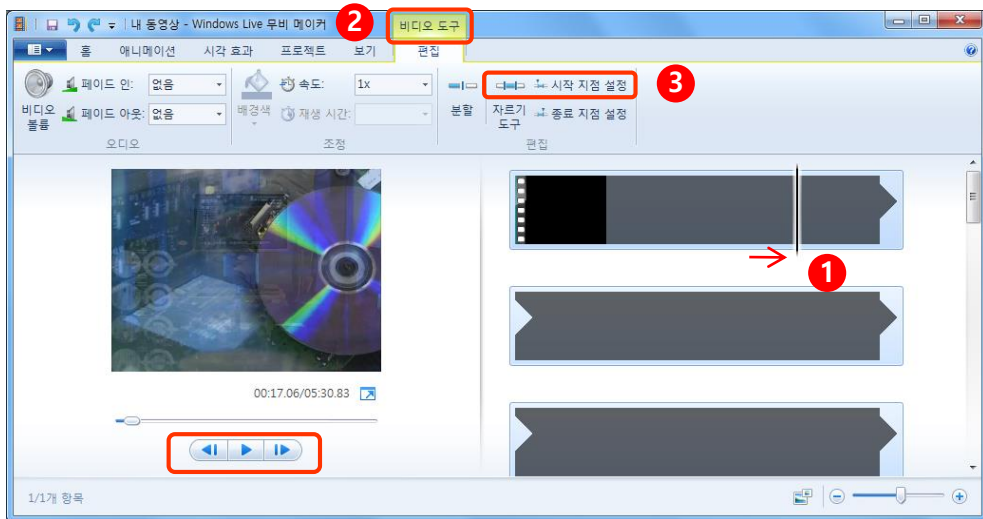 내 동영상 - Windows Live 무비 메이커
2
비디오 도구
홈 애니메이션 시각 효과 프로젝트 보기 편집
페이드 인: 없음
속도: 1x
시작 지점 설정
3
비디오 볼륨
페이드 아웃: 없음
배경색
재생 시간:
분할
자르기 도구
종료 지점 설정
오디오 조정 편집
1
00:17.06/05:30.83
1/1개 항목